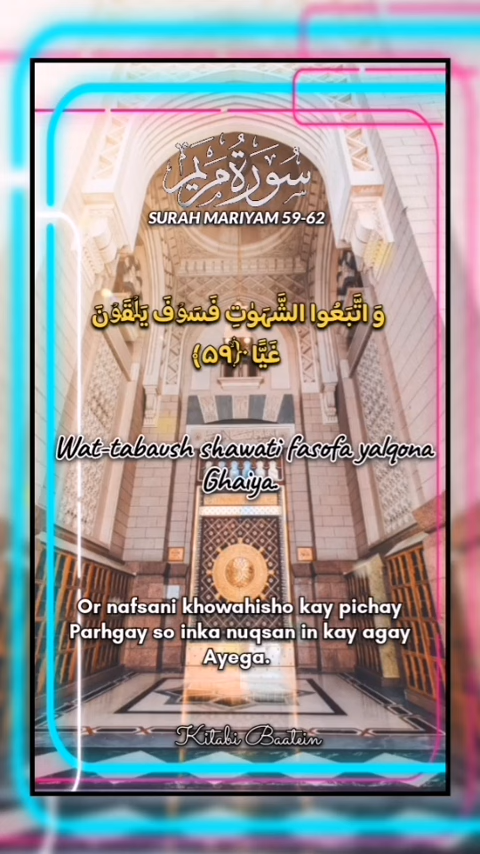 سُورَةُ مَرْيَم
SURAH MARIYAM 59-62
وَ اتَّبَعُوا الشَّهَوٰتِ فَسَوۡفَ يَلۡقَوۡنَ
غَيًّا ﴿۵۹﴾
Wat-tabaush shawati fasofa yalqona
Ghaiya.
Or nafsani khowahisho kay pichay
Parhgay so inka nuqsan in kay agay
Ayega.
Kitabi Baatein